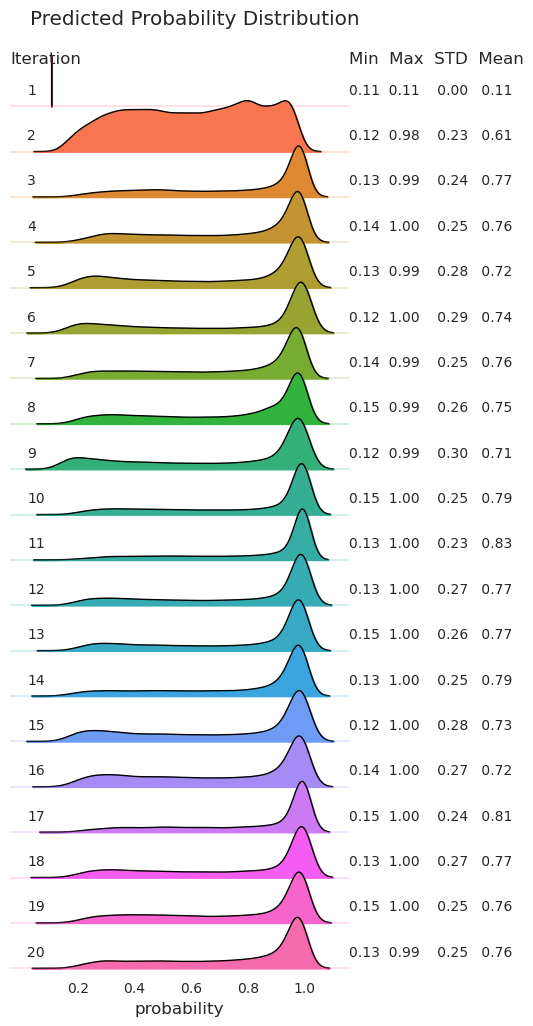 Predicted Probability Distribution
Iteration Min Max STD Mean
1 0.11 0.11 0.00 0.11
2 0.12 0.98 0.23 0.61
3 0.13 0.99 0.24 0.77
4 0.14 1.00 0.25 0.76
5 0.13 0.99 0.28 0.72
6 0.12 1.00 0.29 0.74
7 0.14 0.99 0.25 0.76
8 0.15 0.99 0.26 0.75
9 0.12 0.99 0.30 0.71
10 0.15 1.00 0.25 0.79
11 0.13 1.00 0.23 0.83
12 0.13 1.00 0.27 0.77
13 0.15 1.00 0.26 0.77
14 0.13 1.00 0.25 0.79
15 0.12 1.00 0.28 0.73
16 0.14 1.00 0.27 0.72
17 0.15 1.00 0.24 0.81
18 0.13 1.00 0.27 0.77
19 0.15 1.00 0.25 0.76
20 0.13 0.99 0.25 0.76
0.2 0.4 0.6 0.8 1.0
probability